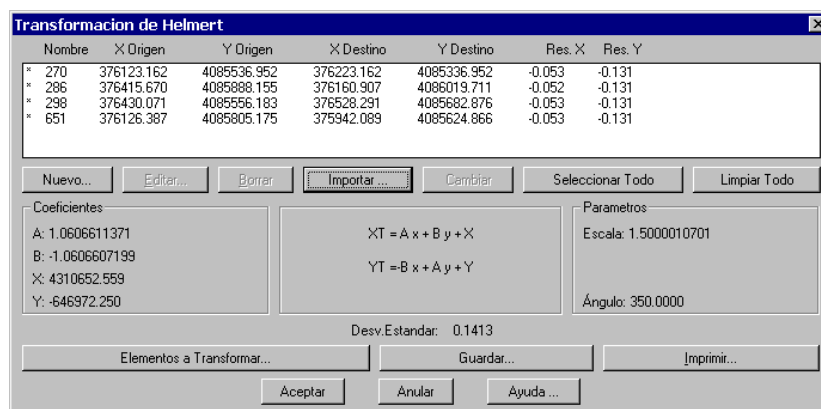 Transformacion de Helmert
Nombre X Origen Y Origen X Destino Y Destino Res. X Res. Y
* 270 376123.162 4085536.952 376223.162 4085336.952 -0.053 -0.131
* 286 376415.670 4085888.155 376160.907 4086019.711 -0.052 -0.131
* 298 376430.071 4085556.183 376528.291 4085682.876 -0.053 -0.131
* 651 376126.387 4085805.175 375942.089 4085624.866 -0.053 -0.131
Nuevo... Editar... Borrar Importar ... Cambiar Seleccionar Todo Limpiar Todo
Coeficientes
A: 1.0606611371
B: -1.0606607199
X: 4310652.559
Y: -646972.250
XT = A x + B y + X
YT =-B x + A y + Y
Parametros
Escala: 1.5000010701
Ángulo: 350.0000
Desv.Estandar: 0.1413
Elementos a Transformar... Guardar... Imprimir...
Aceptar Anular Ayuda ...